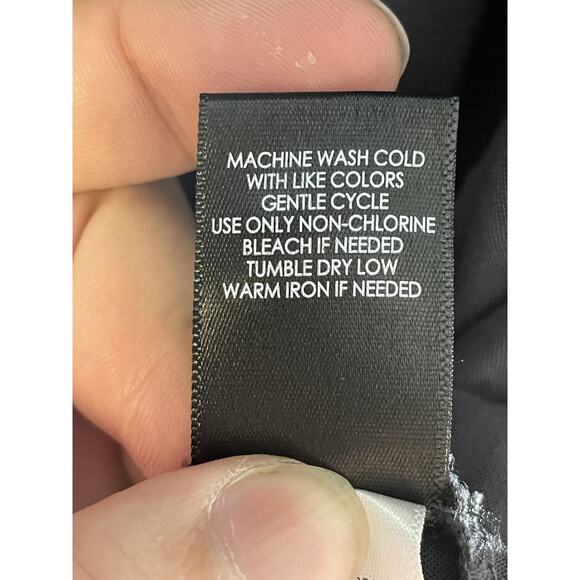 MACHINE WASH COLD
WITH LIKE COLORS
GENTLE CYCLE
USE ONLY NON-CHLORINE
BLEACH IF NEEDED
TUMBLE DRY LOW
WARM IRON IF NEEDED